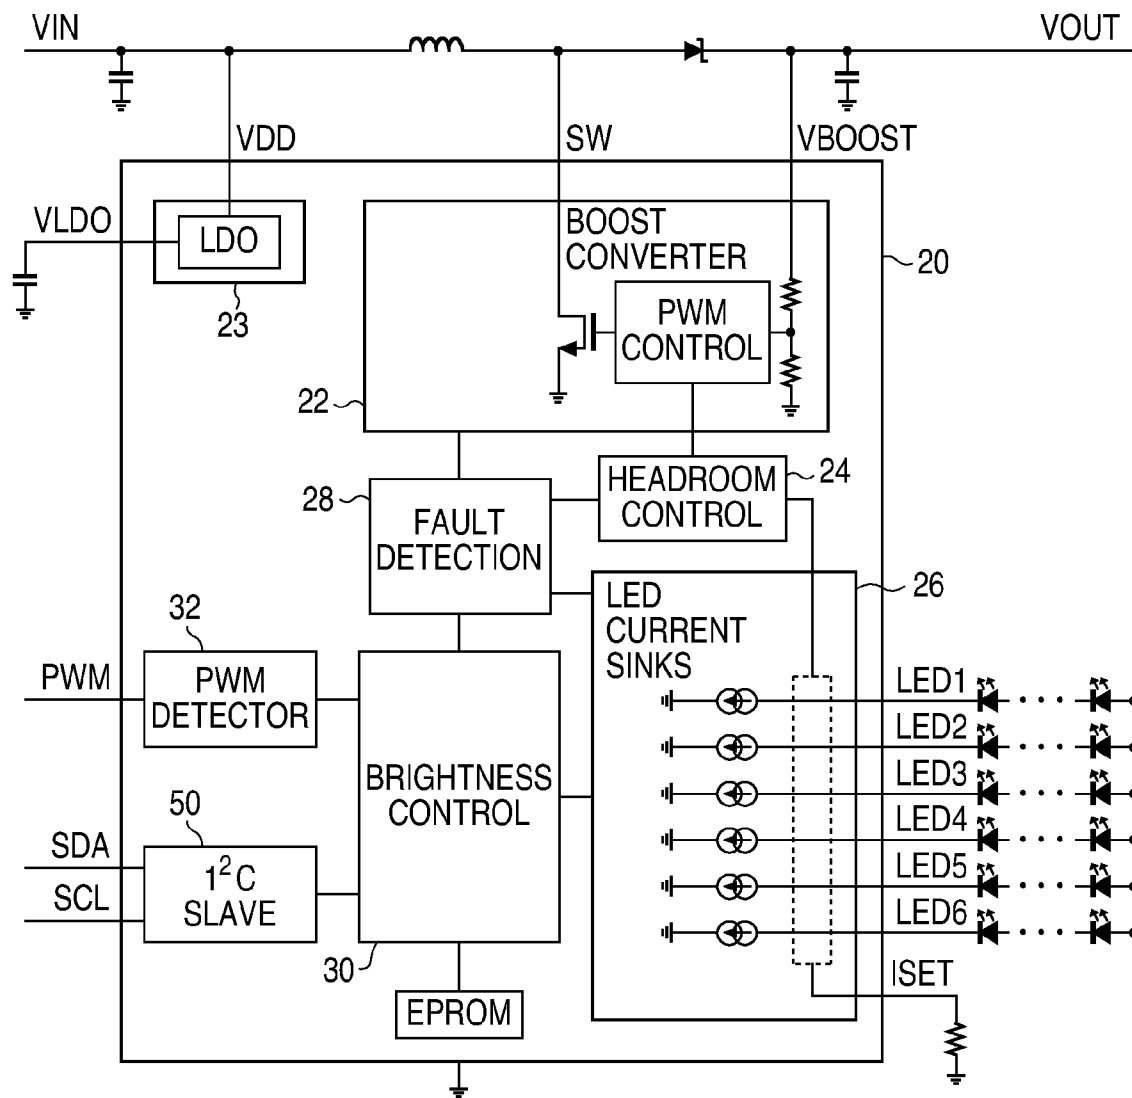 VIN
VOUT
VDD
SW
VBOOST
VLDO
LDO
23
BOOST
CONVERTER
PWM
CONTROL
20
22
HEADROOM
CONTROL
24
28
FAULT
DETECTION
26
LED
CURRENT
SINKS
32
PWM
PWM
DETECTOR
BRIGHTNESS
CONTROL
LED1
LED2
LED3
LED4
LED5
LED6
50
SDA
SCL
1²C
SLAVE
30
EPROM
ISET